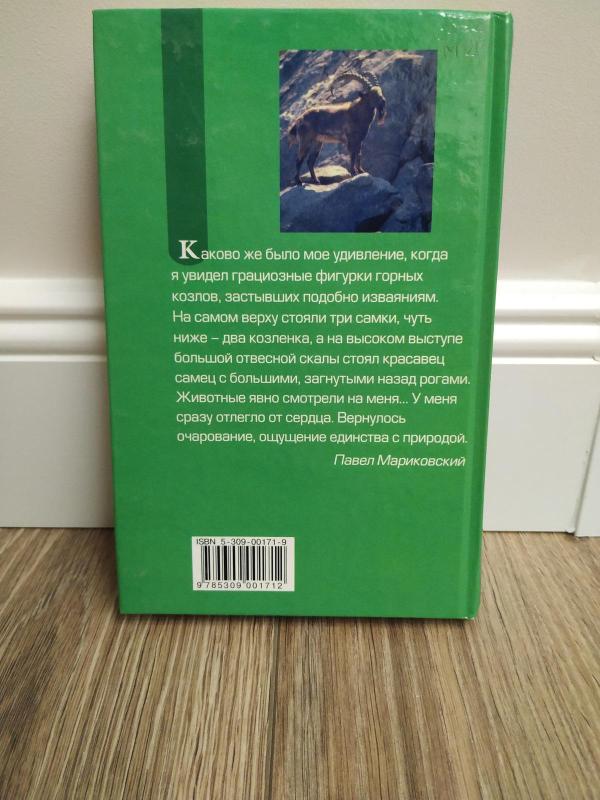 Каково же было мое удивление, когда
я увидел грациозные фигурки горных
козлов, застывших подобно изваяниям.
На самом верху стояли три самки, чуть
ниже – два козленка, а на высоком выступе
большой отвесной скалы стоял красавец
самец с большими, загнутыми назад рогами.
Животные явно смотрели на меня... У меня
сразу отлегло от сердца. Вернулось
очарование, ощущение единства с природой.
Павел Мариковский
ISBN 5-309-00171-9
9 785309 001712